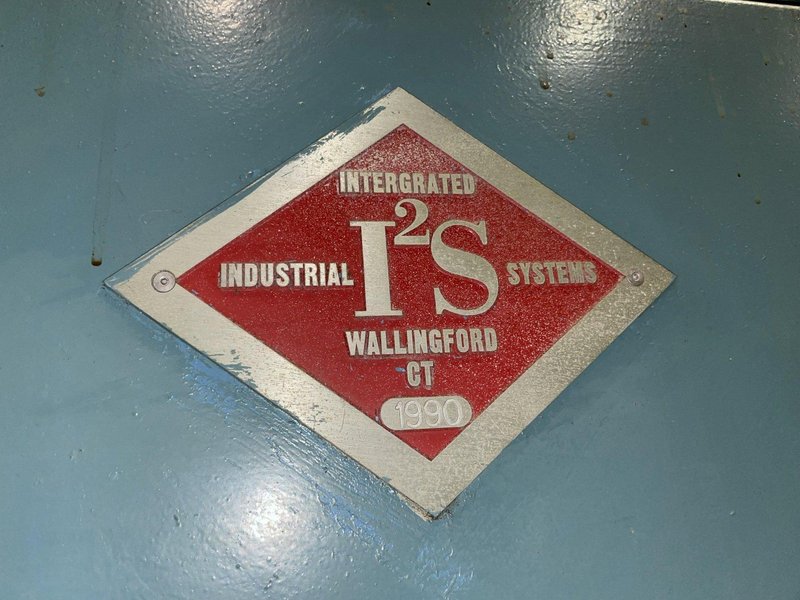 INTERGRATED
I²S
INDUSTRIAL SYSTEMS
WALLINGFORD
CT
1990